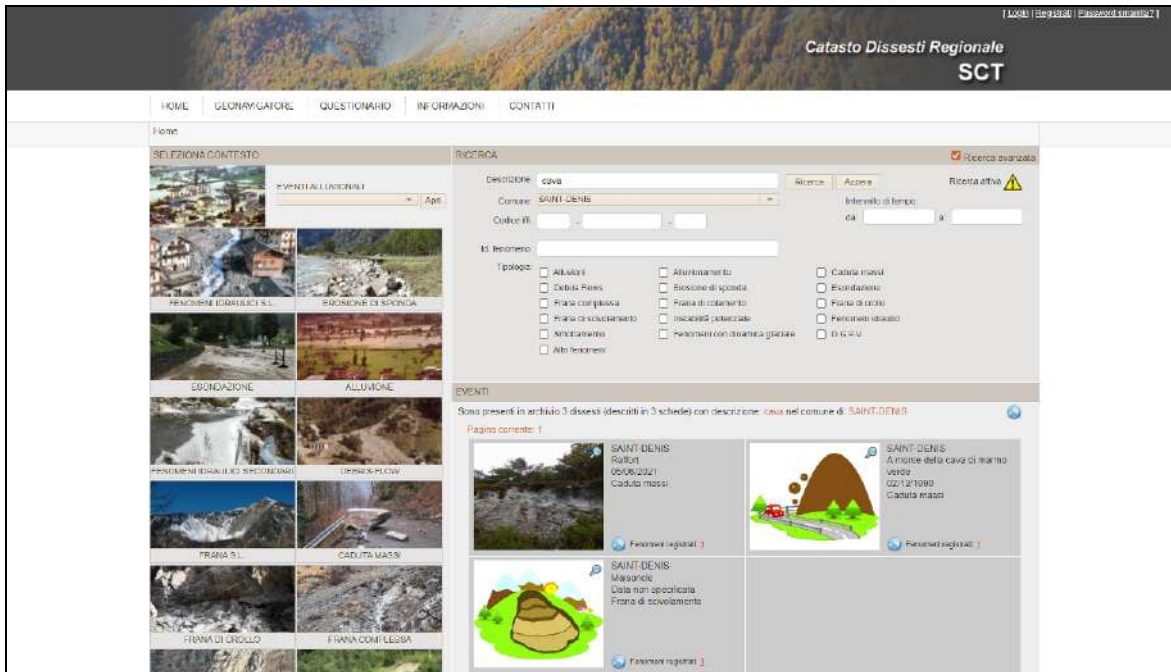 [ Login | Registrati | Password smarrita? ]
Catasto Dissesti Regionale
SCT
HOME GEONAVIGATORE QUESTIONARIO INFORMAZIONI CONTATTI
Home
SELEZIONA CONTESTO
EVENTI ALLUVIONALI
Apri
FENOMENI IDRAULICI S.L. EROSIONE DI SPONDA
ESONDAZIONE ALLUVIONE
FENOMENI IDRAULICI SECONDARI DEBRIS-FLOW
FRANA S.L. CADUTA MASSI
FRANA DI CROLLO FRANA COMPLESSA
RICERCA Ricerca avanzata
Descrizione: cava Ricerca Azzera Ricerca attiva
Comune: SAINT-DENIS Intervallo di tempo:
Codice iffi: - - da: a:
Id. fenomeno:
Tipologia: Alluvioni Alluvionamento Caduta massi
Debris Flows Erosione di sponda Esondazione
Frana complessa Frana di colamento Frana di crollo
Frana di scivolamento Instabilità potenziale Fenomeni idraulici
Smottamento Fenomeni con dinamica glaciale D.G.P.V.
Altri fenomeni
EVENTI
Sono presenti in archivio 3 dissesti (descritti in 3 schede) con descrizione: cava nel comune di: SAINT-DENIS
Pagina corrente: 1
SAINT-DENIS
Raffort
05/06/2021
Caduta massi
Fenomeni registrati: 1
SAINT-DENIS
A monte della cava di marmo
verde
02/12/1990
Caduta massi
Fenomeni registrati: 1
SAINT-DENIS
Data non specificata
Frana di scivolamento
Fenomeni registrati: 1